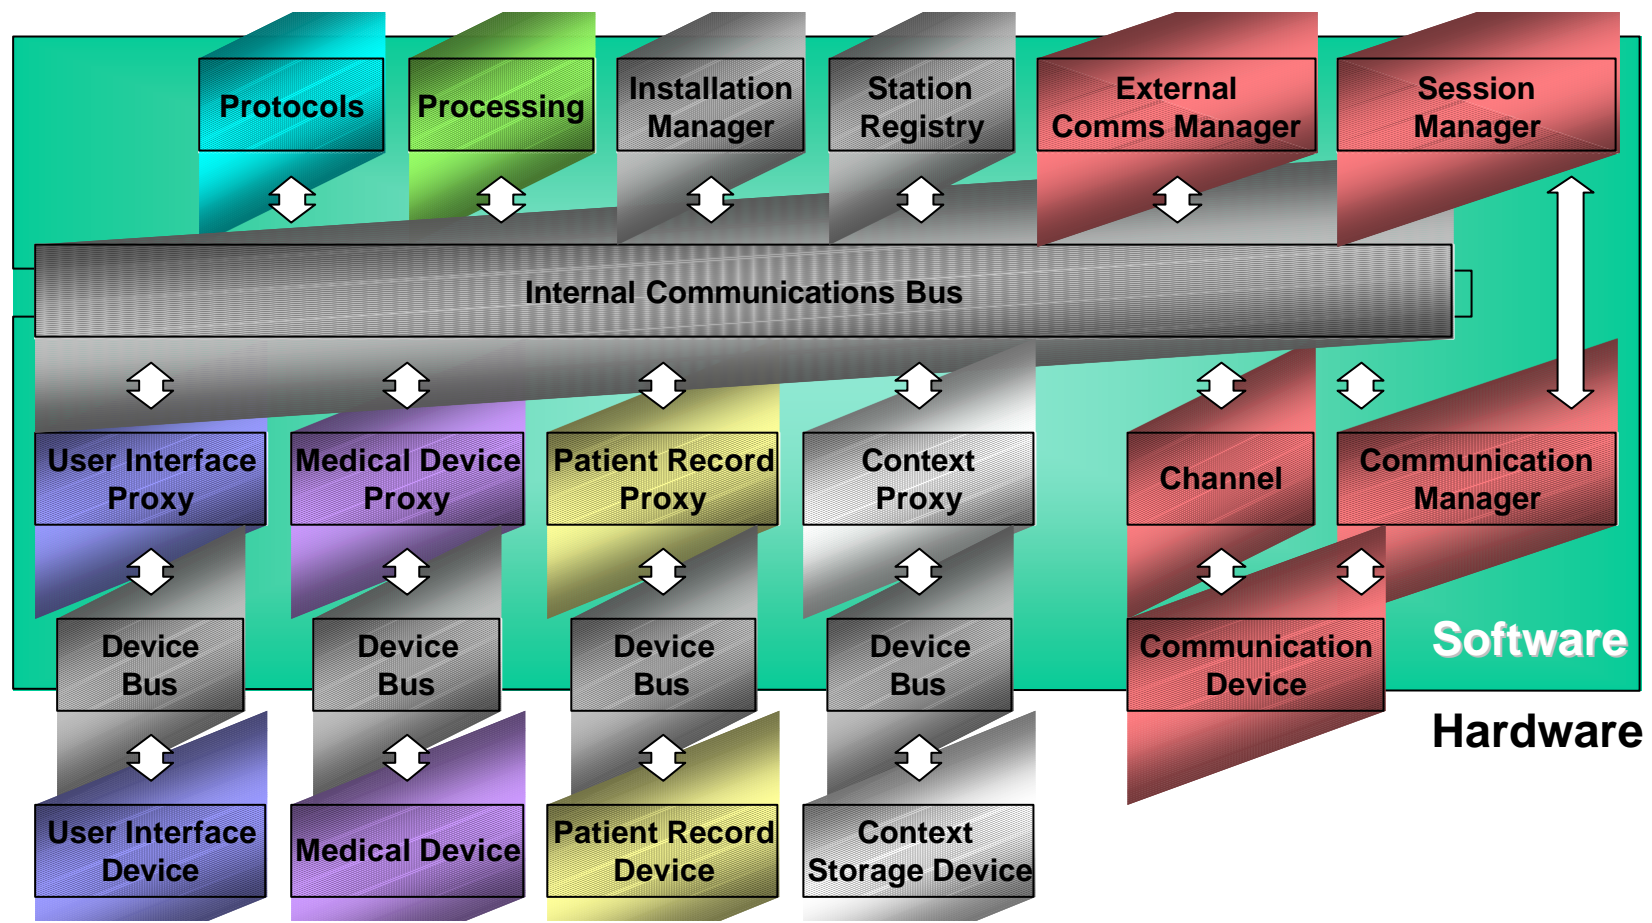 Protocols
Processing
Installation
Manager
Station
Registry
External
Comms Manager
Session
Manager
Internal Communications Bus
User Interface
Proxy
Medical Device
Proxy
Patient Record
Proxy
Context
Proxy
Channel
Communication
Manager
Device
Bus
Device
Bus
Device
Bus
Device
Bus
Communication
Device
Software
Hardware
User Interface
Device
Medical Device
Patient Record
Device
Context
Storage Device